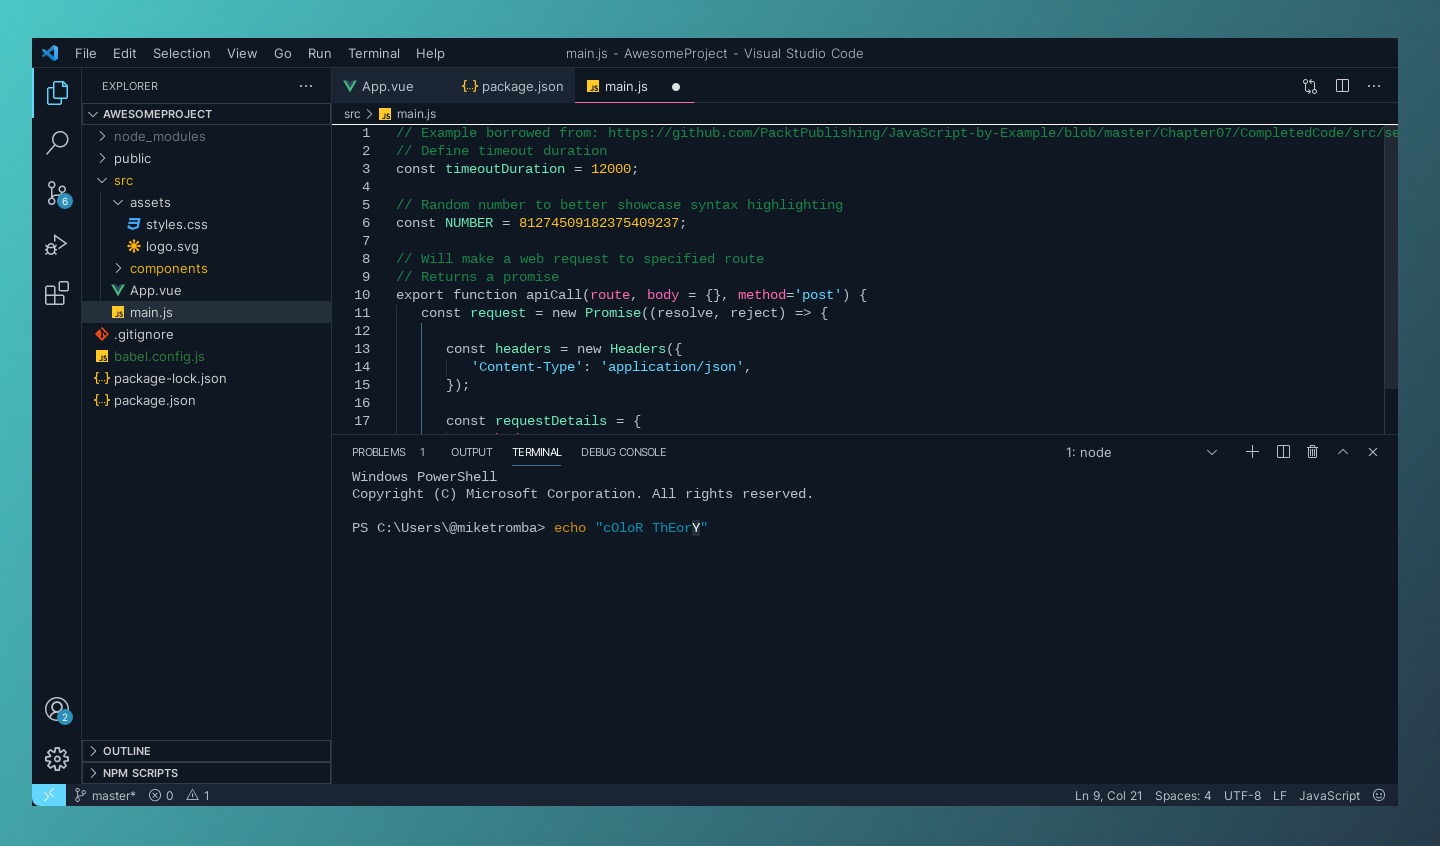 File Edit Selection View Go Run Terminal Help main.js - AwesomeProject - Visual Studio Code
EXPLORER ···
AWESOMEPROJECT
node_modules
public
src
assets
styles.css
logo.svg
components
App.vue
JS main.js
.gitignore
JS babel.config.js
{..} package-lock.json
{..} package.json
6
2
OUTLINE
NPM SCRIPTS
App.vue {..} package.json JS main.js ●
src > JS main.js
1 // Example borrowed from: https://github.com/PacktPublishing/JavaScript-by-Example/blob/master/Chapter07/CompletedCode/src/se
2 // Define timeout duration
3 const timeoutDuration = 12000;
4
5 // Random number to better showcase syntax highlighting
6 const NUMBER = 81274509182375409237;
7
8 // Will make a web request to specified route
9 // Returns a promise
10 export function apiCall(route, body = {}, method='post') {
11 const request = new Promise((resolve, reject) => {
12
13 const headers = new Headers({
14 'Content-Type': 'application/json',
15 });
16
17 const requestDetails = {
PROBLEMS 1 OUTPUT TERMINAL DEBUG CONSOLE 1: node
Windows PowerShell
Copyright (C) Microsoft Corporation. All rights reserved.
PS C:\Users\@miketromba> echo "cOloR ThEorY"
master* 0 1 Ln 9, Col 21 Spaces: 4 UTF-8 LF JavaScript